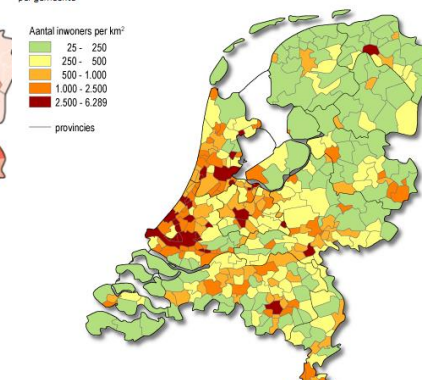 per gemeente
Aantal inwoners per km²
25 - 250
250 - 500
500 - 1.000
1.000 - 2.500
2.500 - 6.289
provincies